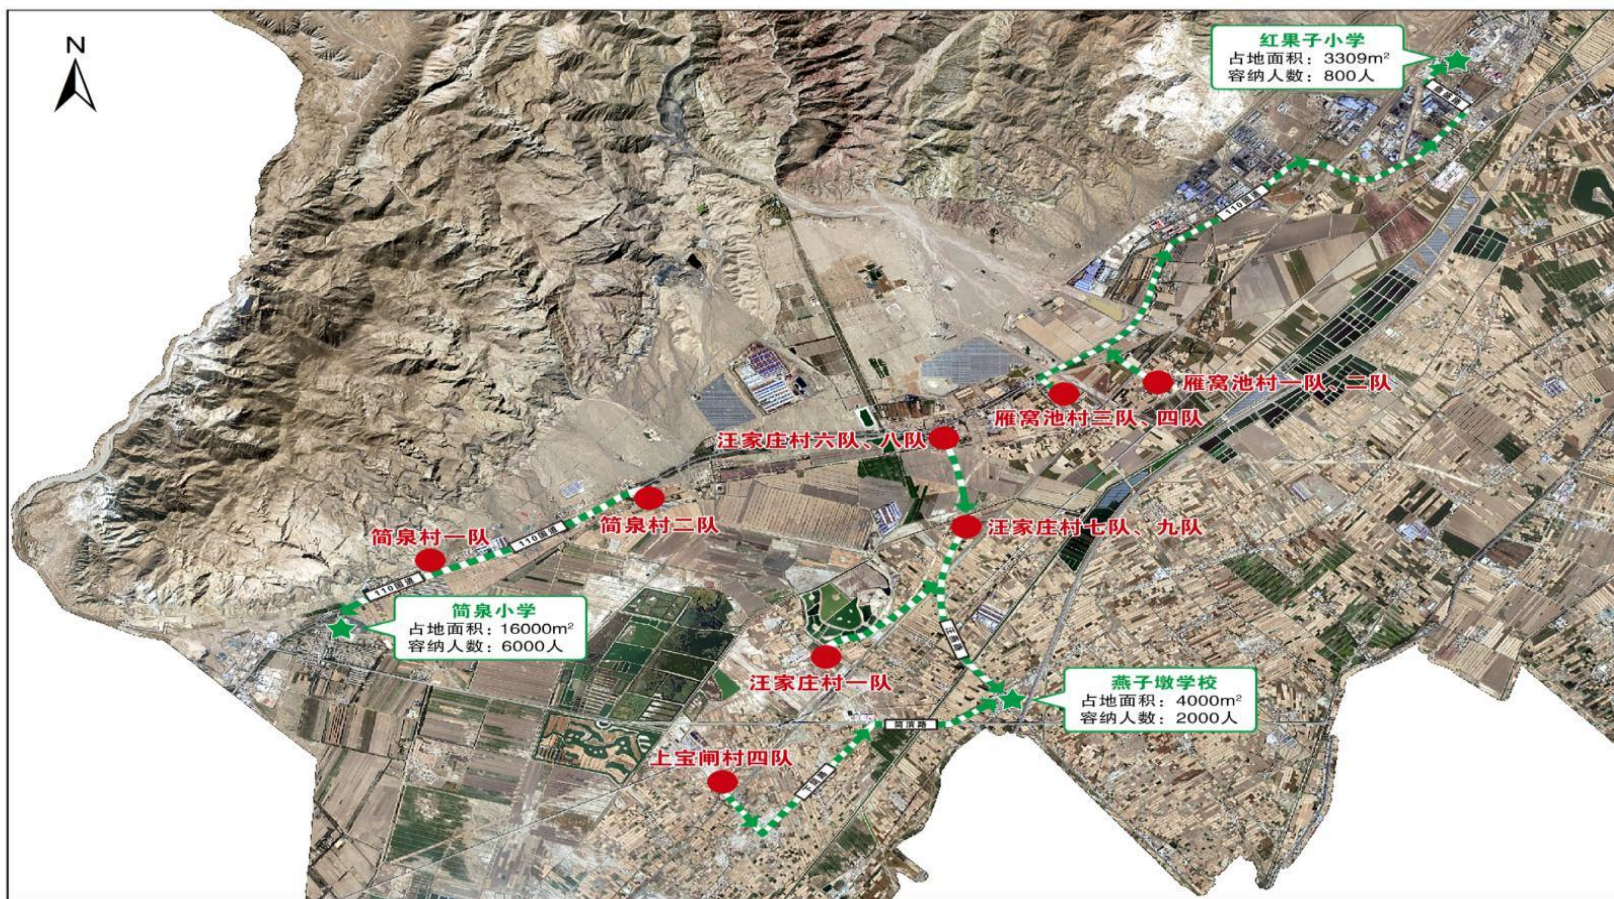 N
红果子小学
占地面积：3309m²
容纳人数：800人
110国道
雁窝池村一队、二队
雁窝池村三队、四队
汪家庄村六队、八队
简泉村二队
汪家庄村七队、九队
简泉村一队
110国道
110国道
简泉小学
占地面积：16000m²
容纳人数：6000人
汪家庄村一队
燕子墩学校
占地面积：4000m²
容纳人数：2000人
上宝闸村四队